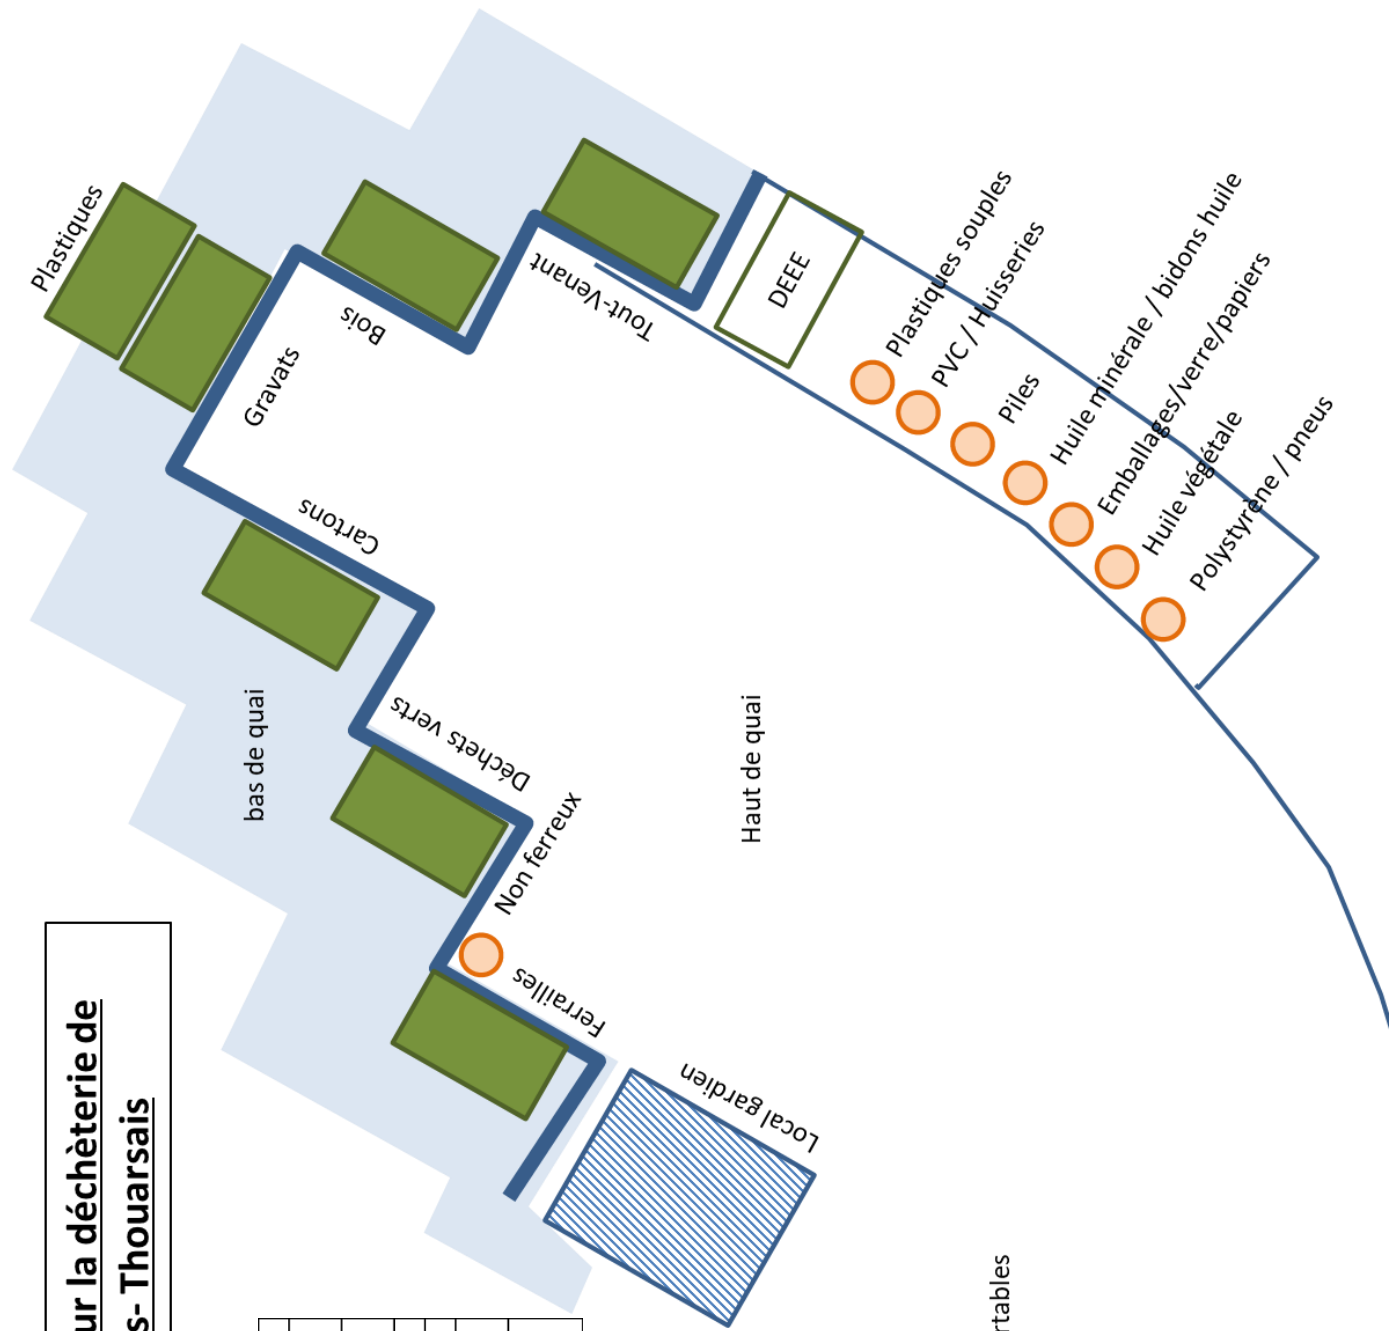 ur la déchèterie de
s- Thouarsais
Plastiques
Gravats
Bois
Tout-Venant
DEEE
Cartons
Déchets verts
Non ferreux
Ferrailles
Local gardien
bas de quai
Haut de quai
Plastiques souples
PVC / Huisseries
Piles
Huile minérale / bidons huile
Emballages/verre/papiers
Huile végétale
Polystyrène / pneus
rtables